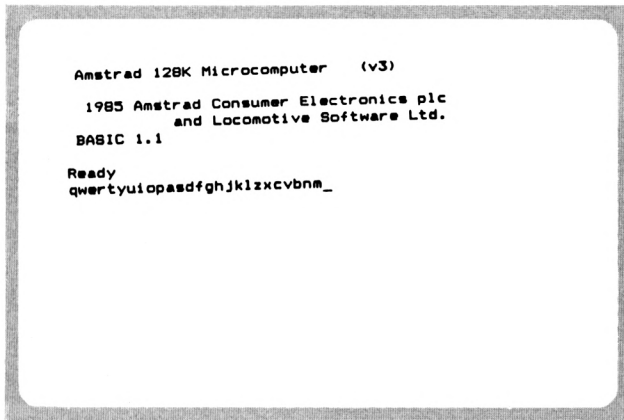 Amstrad 128K Microcomputer (v3)
1985 Amstrad Consumer Electronics plc
and Locomotive Software Ltd.
BASIC 1.1
Ready
qwertyuiopasdfghjklzxcvbnm_